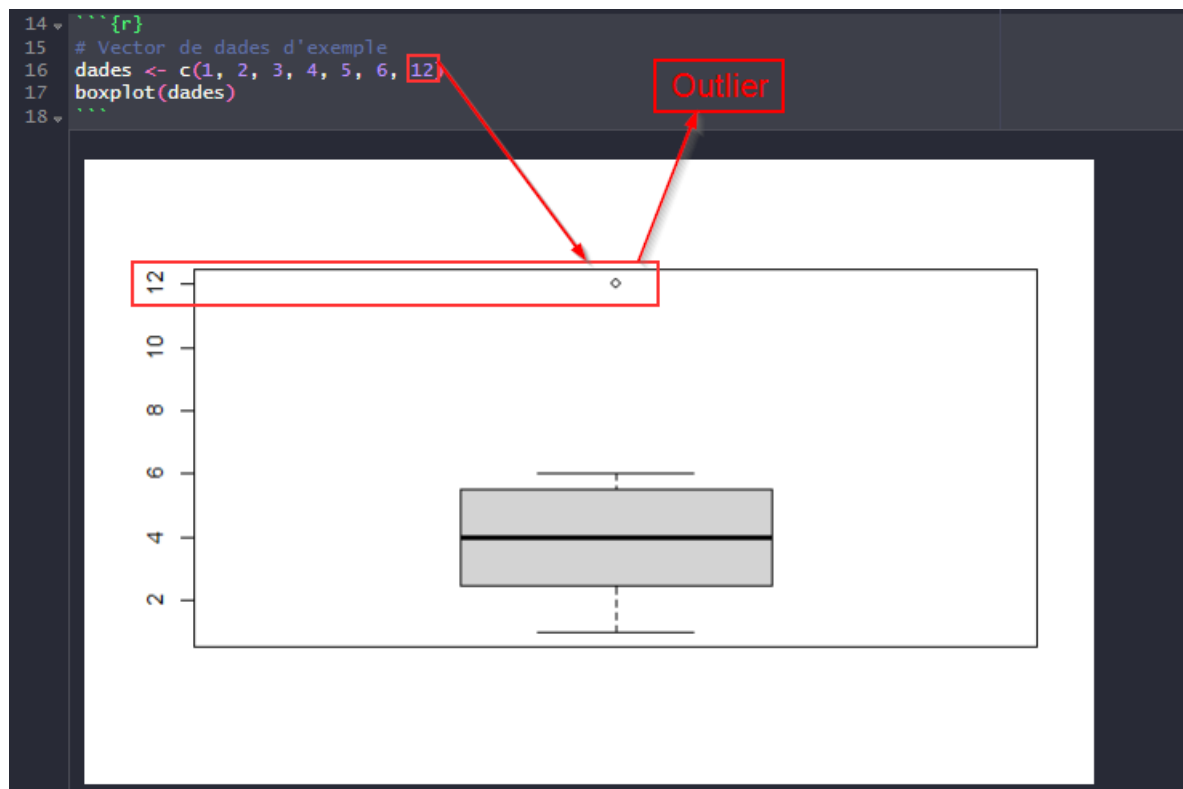 14 ```{r}
15 # Vector de dades d'exemple
16 dades <- c(1, 2, 3, 4, 5, 6, 12)
17 boxplot(dades)
18 ```
Outlier
12
10
8
6
4
2